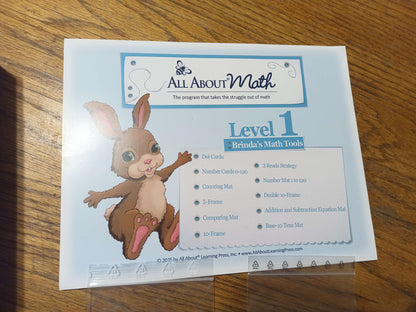 ALL ABOUT® Math
The program that takes the struggle out of math
Level 1
Brinda's Math Tools
Dot Cards
Number Cards 0-120
Counting Mat
5-Frame
Comparing Mat
10-Frame
2 Reads Strategy
Number Mat 1 to 120
Double 10-Frame
Addition and Subtraction Equation Mat
Base-10 Tens Mat
© 2025 by All About® Learning Press, Inc. • www.AllAboutLearningPress.com